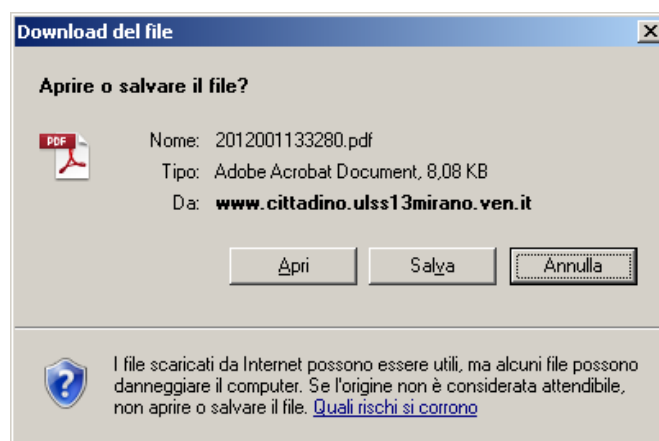 Download del file
Aprire o salvare il file?
PDF
Nome: 2012001133280.pdf
Tipo: Adobe Acrobat Document, 8,08 KB
Da: www.cittadino.ulss13mirano.ven.it
Apri Salva Annulla
I file scaricati da Internet possono essere utili, ma alcuni file possono
danneggiare il computer. Se l'origine non è considerata attendibile,
non aprire o salvare il file. Quali rischi si corrono